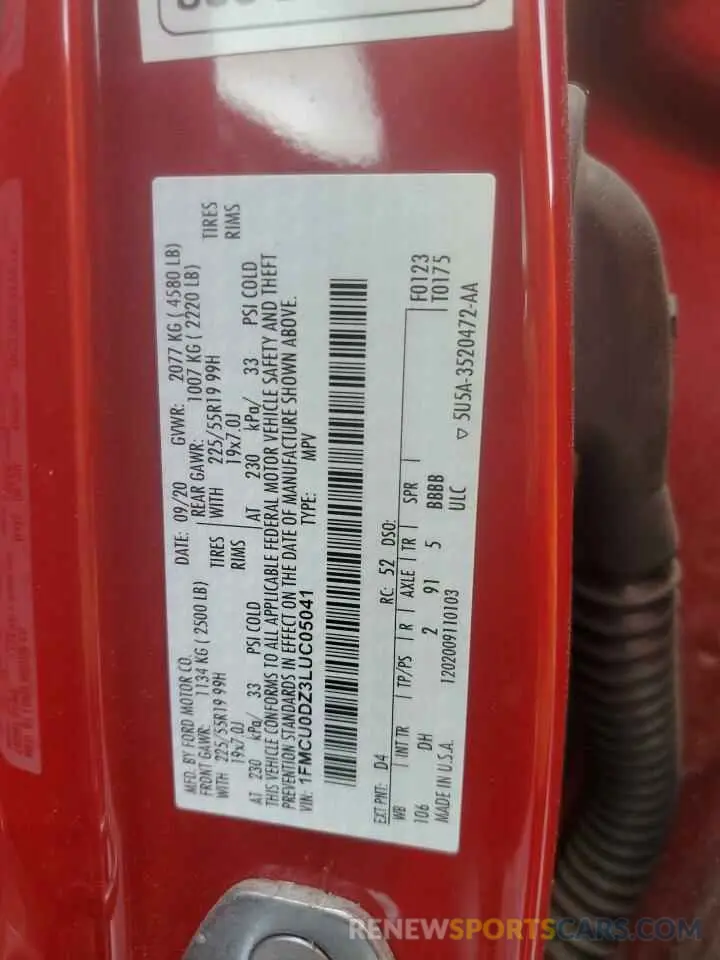 MFD. BY FORD MOTOR CO.
DATE: 09/20 GVWR: 2077 KG ( 4580 LB)
FRONT GAWR: 1134 KG ( 2500 LB) REAR GAWR: 1007 KG ( 2220 LB)
WITH 225/55R19 99H TIRES WITH 225/55R19 99H TIRES
19x7.0J RIMS 19x7.0J RIMS
AT 230 kPa/ 33 PSI COLD AT 230 kPa/ 33 PSI COLD
THIS VEHICLE CONFORMS TO ALL APPLICABLE FEDERAL MOTOR VEHICLE SAFETY AND THEFT
PREVENTION STANDARDS IN EFFECT ON THE DATE OF MANUFACTURE SHOWN ABOVE.
VIN: 1FMCU0DZ3LUC05041 TYPE: MPV
EXT PNT: D4 RC: 52 DSO: F0123
WB INT TR TP/PS R AXLE TR SPR T0175
106 DH 2 91 5 BBBB
MADE IN U.S.A. 1202009110103 ULC ▽ 5U5A-3520472-AA
RENEWSPORTSCARS.COM